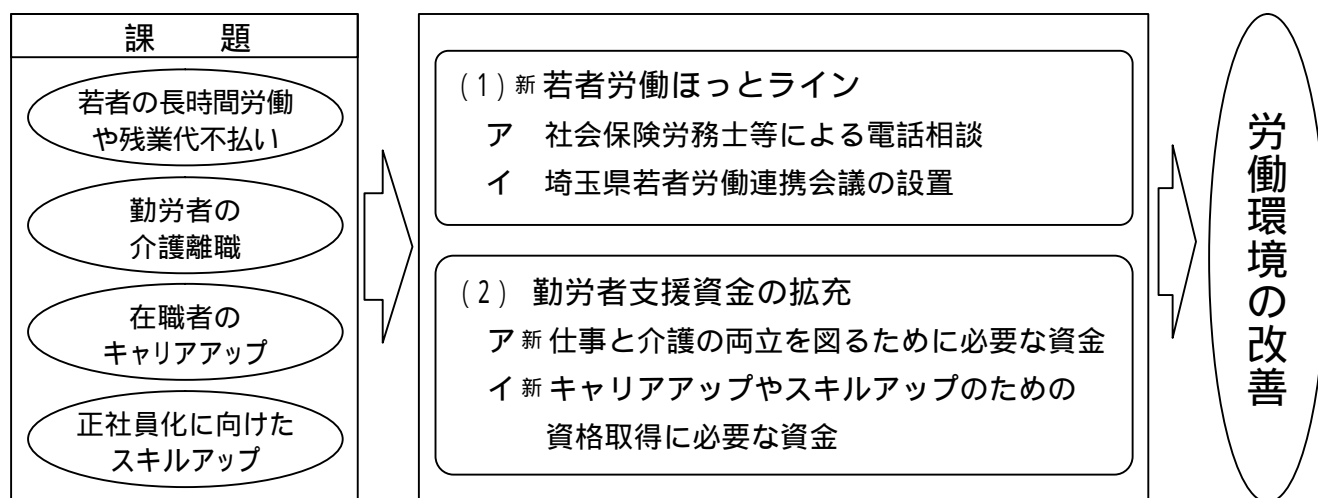 課　題
若者の長時間労働
や残業代不払い
勤労者の
介護離職
在職者の
キャリアアップ
正社員化に向けた
スキルアップ
(1)新 若者労働ほっとライン
ア　社会保険労務士等による電話相談
イ　埼玉県若者労働連携会議の設置
(2)　勤労者支援資金の拡充
ア 新 仕事と介護の両立を図るために必要な資金
イ 新 キャリアアップやスキルアップのための
資格取得に必要な資金
労働環境の改善